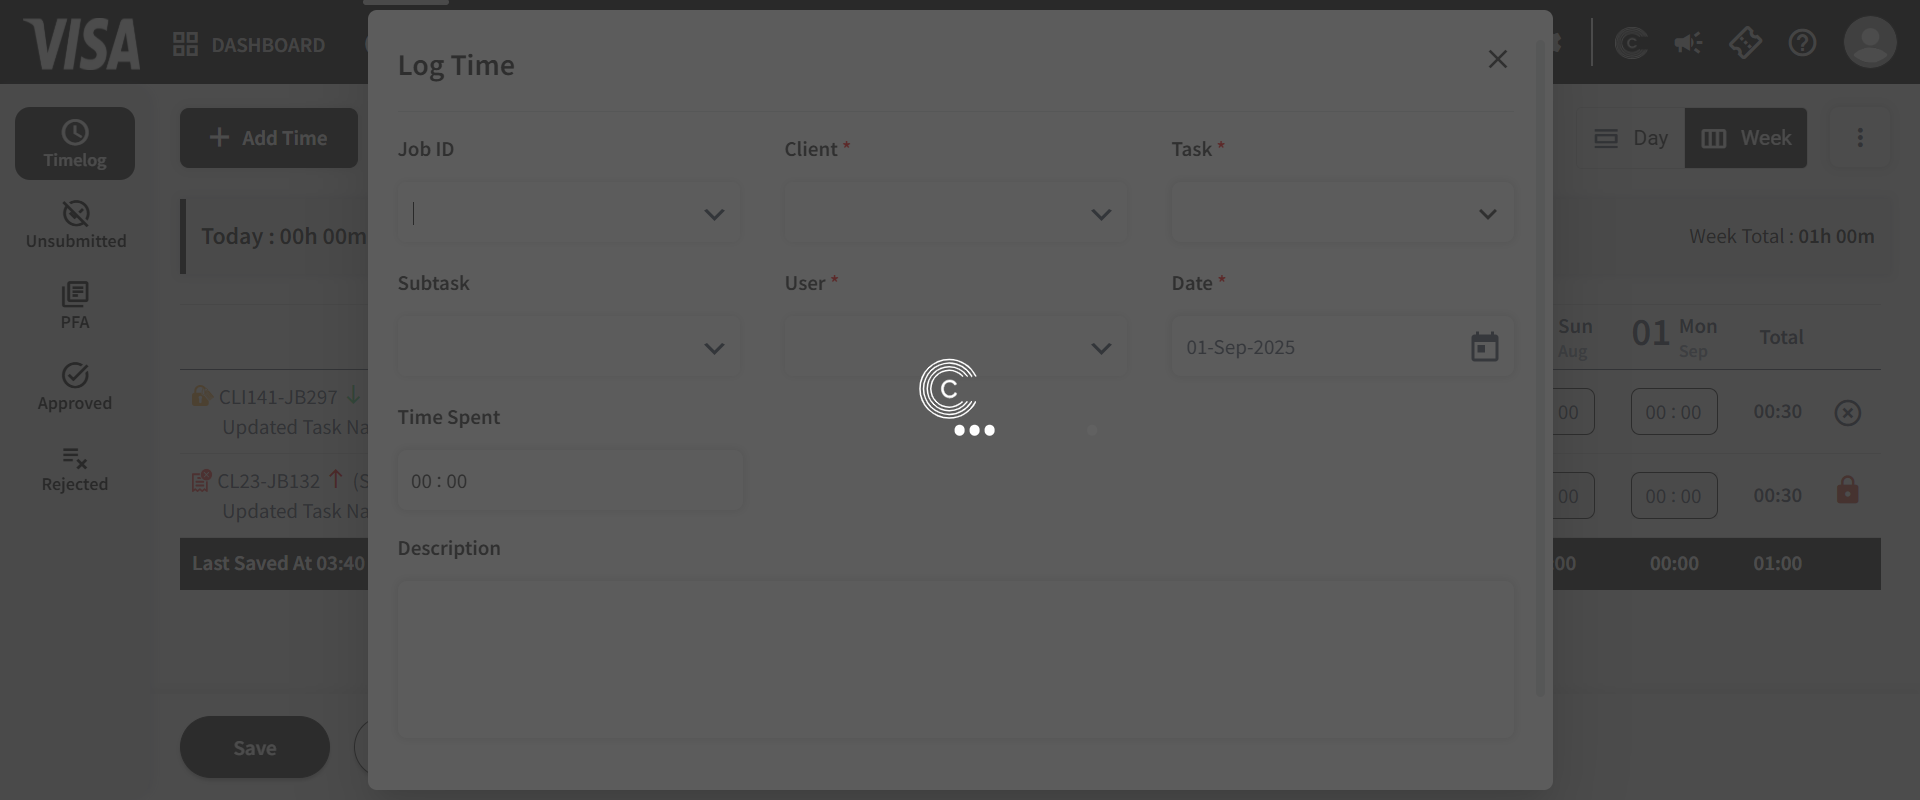 VISA
DASHBOARD
Log Time
Timelog
Unsubmitted
PFA
Approved
Rejected
Add Time
Day
Week
Today : 00h 00m
Week Total : 01h 00m
Job ID
Client *
Task *
Subtask
User *
Date *
01-Sep-2025
Time Spent
00 : 00
Description
Sun
Aug
01 Mon
Sep
Total
CLI141-JB297
Updated Task Na
00
00 : 00
00:30
CL23-JB132 (S
Updated Task Na
00
00 : 00
00:30
Last Saved At 03:40
00
00:00
01:00
Save
C
C